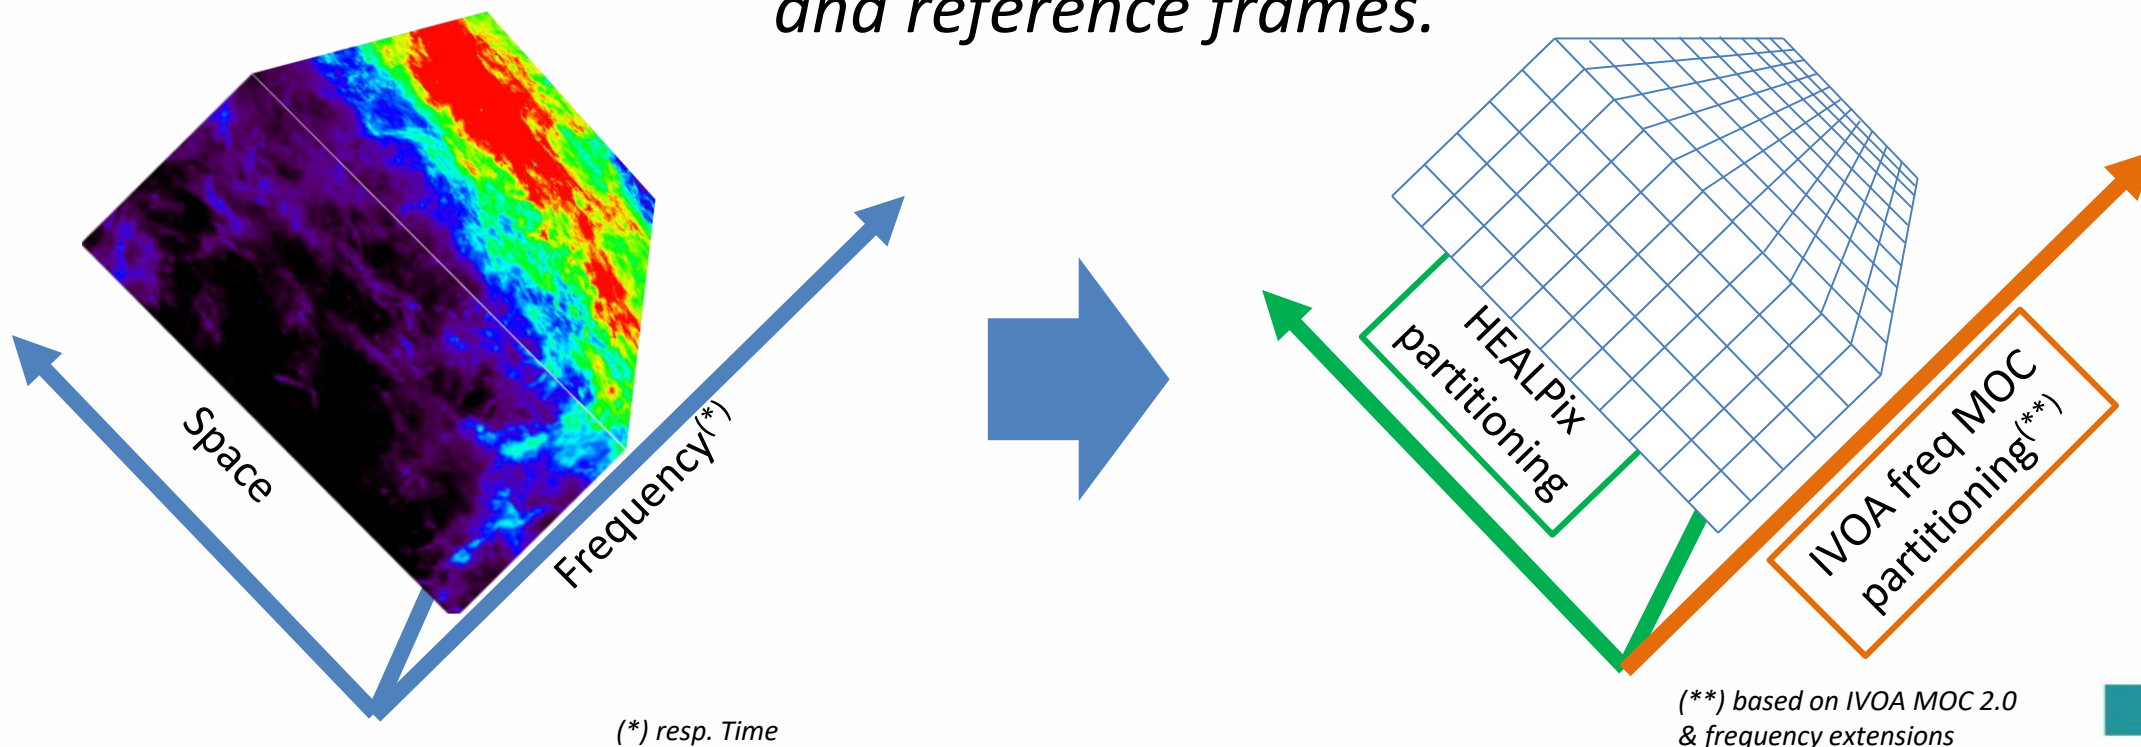 and reference frames.
Space
Frequency(*)
(*) resp. Time
HEALPix
partitioning
IVOA freq MOC
partitioning(**)
(**) based on IVOA MOC 2.0
& frequency extensions